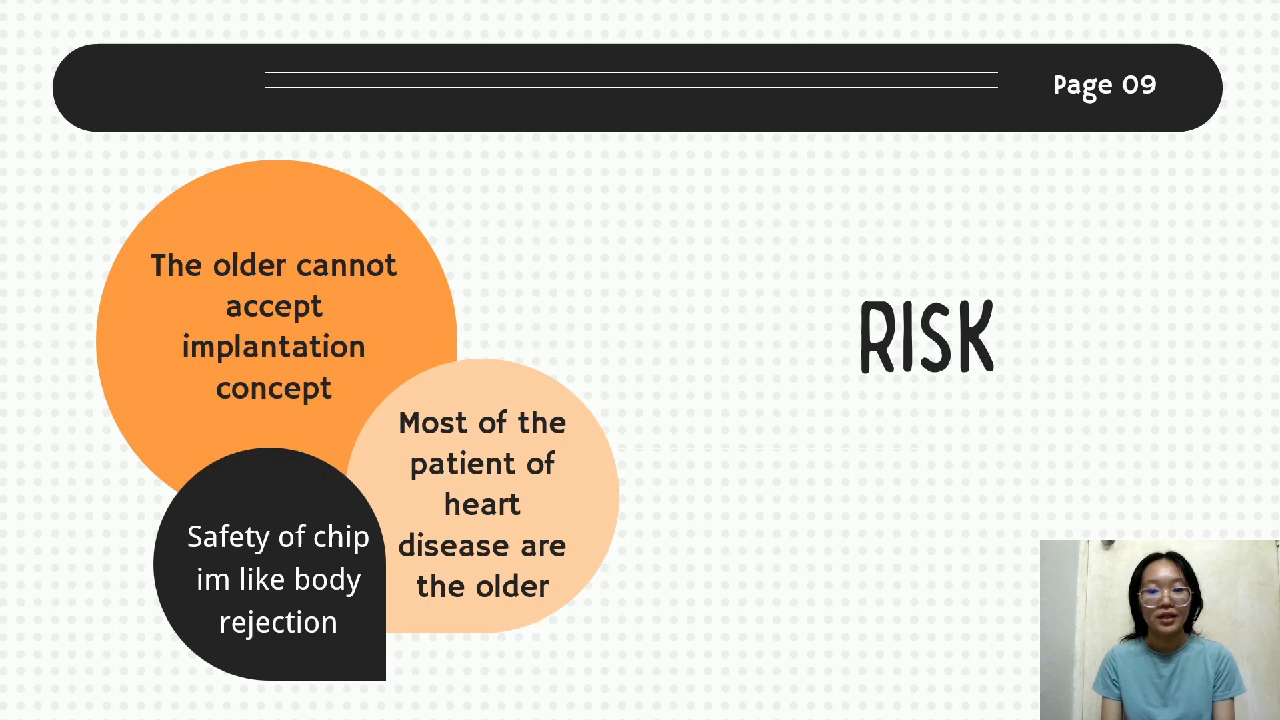 Page 09
The older cannot
accept
implantation
concept
RISK
Most of the
patient of
heart
disease are
the older
Safety of chip
im like body
rejection